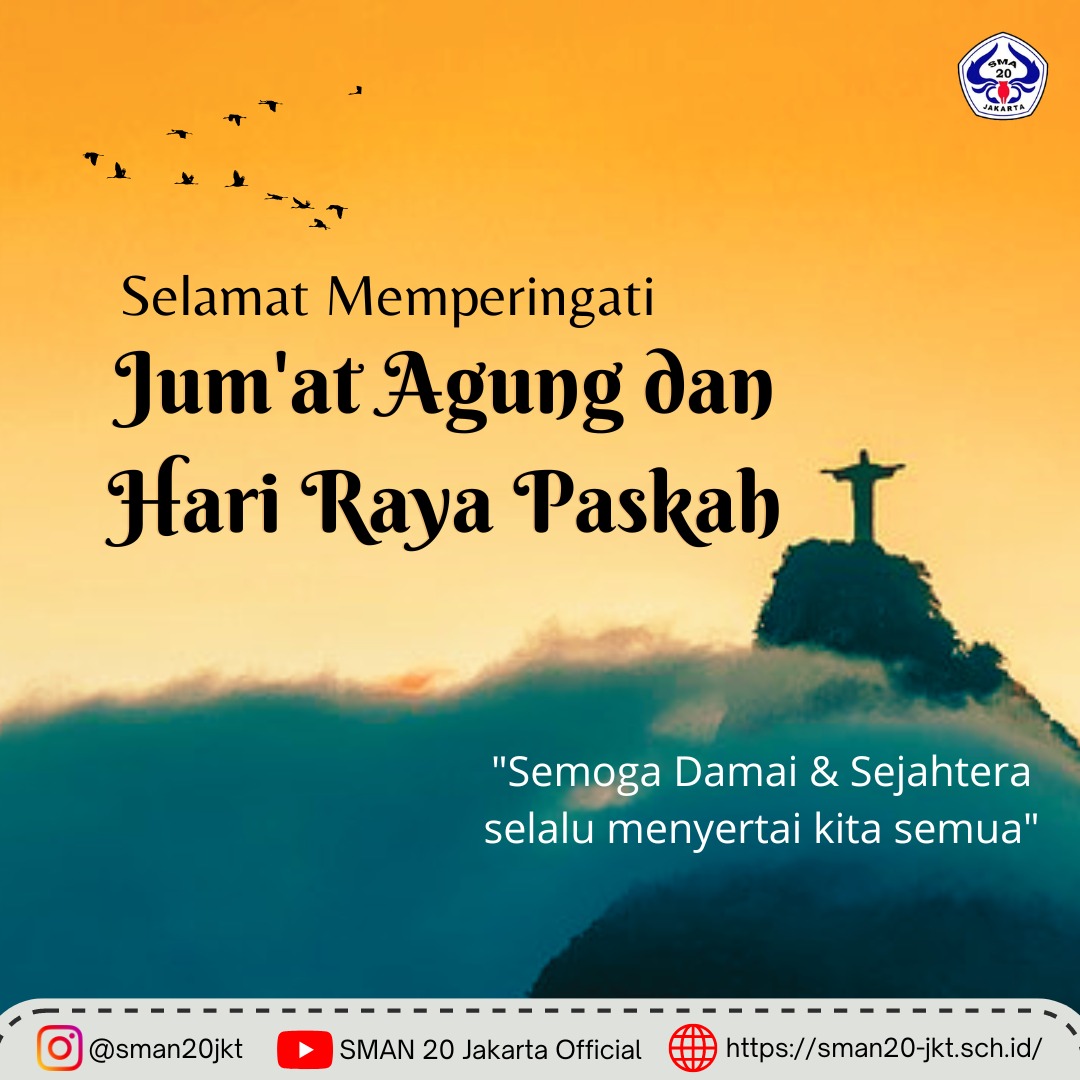 SMA
20
JAKARTA
Selamat Memperingati
Jum'at Agung dan
Hari Raya Paskah
"Semoga Damai & Sejahtera
selalu menyertai kita semua"
@sman20jkt
SMAN 20 Jakarta Official
https://sman20-jkt.sch.id/